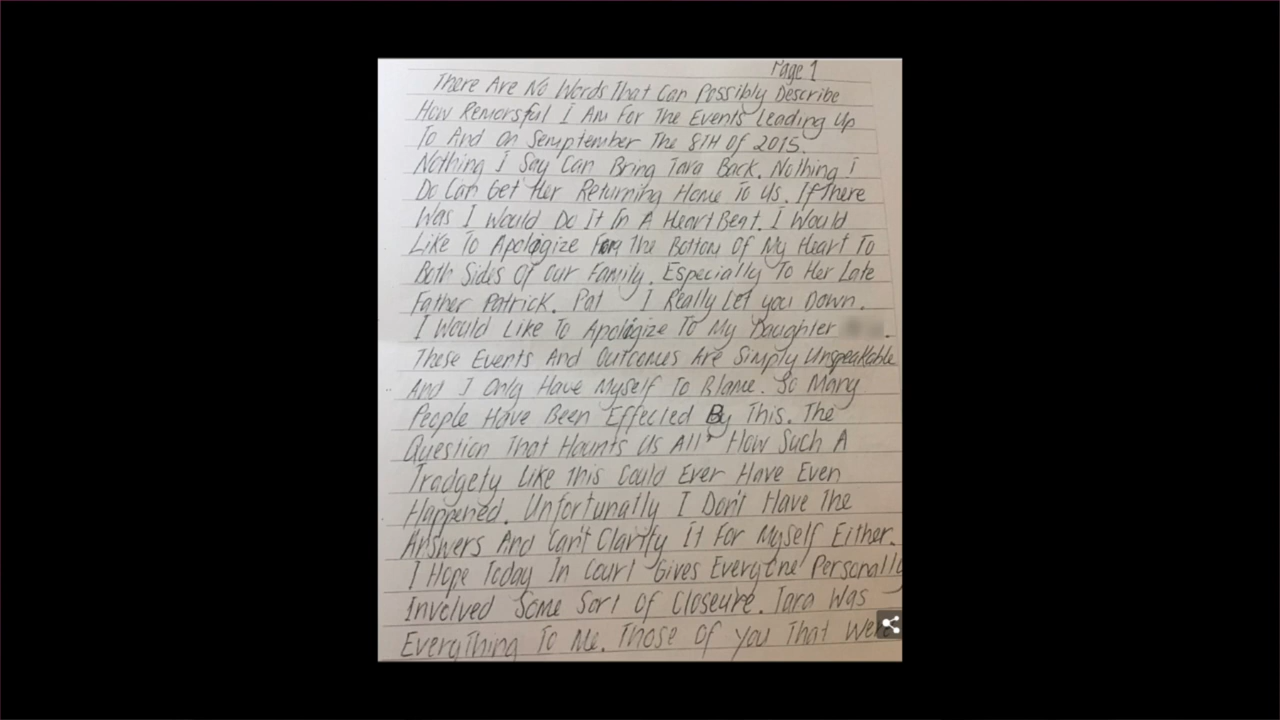 Page 1
There Are No Words That Can Possibly Describe
How Remorsful I Am For The Events Leading Up
To And On Semptember The 8TH Of 2015.
Nothing I Say Can Bring Tara Back. Nothing I
Do Can Get Her Returning Home To Us. If There
Was I Would Do It In A Heart Beat. I Would
Like To Apologize From The Bottom Of My Heart To
Both Sides Of Our Family. Especially To Her Late
Father Patrick. Pat I Really Let you Down.
I Would Like To Apologize To My Daughter
These Events And Outcomes Are Simply Unspeakable
And I Only Have Myself To Blame. So Many
People Have Been Effected By This. The
Question That Haunts Us All, How Such A
Tradgety Like This Could Ever Have Even
Happened. Unfortunatly I Don't Have The
Answers And Can't Clarify It For Myself Either.
I Hope Today In Court Gives Everyone Personally
Involved Some Sort Of Closeure. Tara Was
Everything To Me. Those Of you That Were